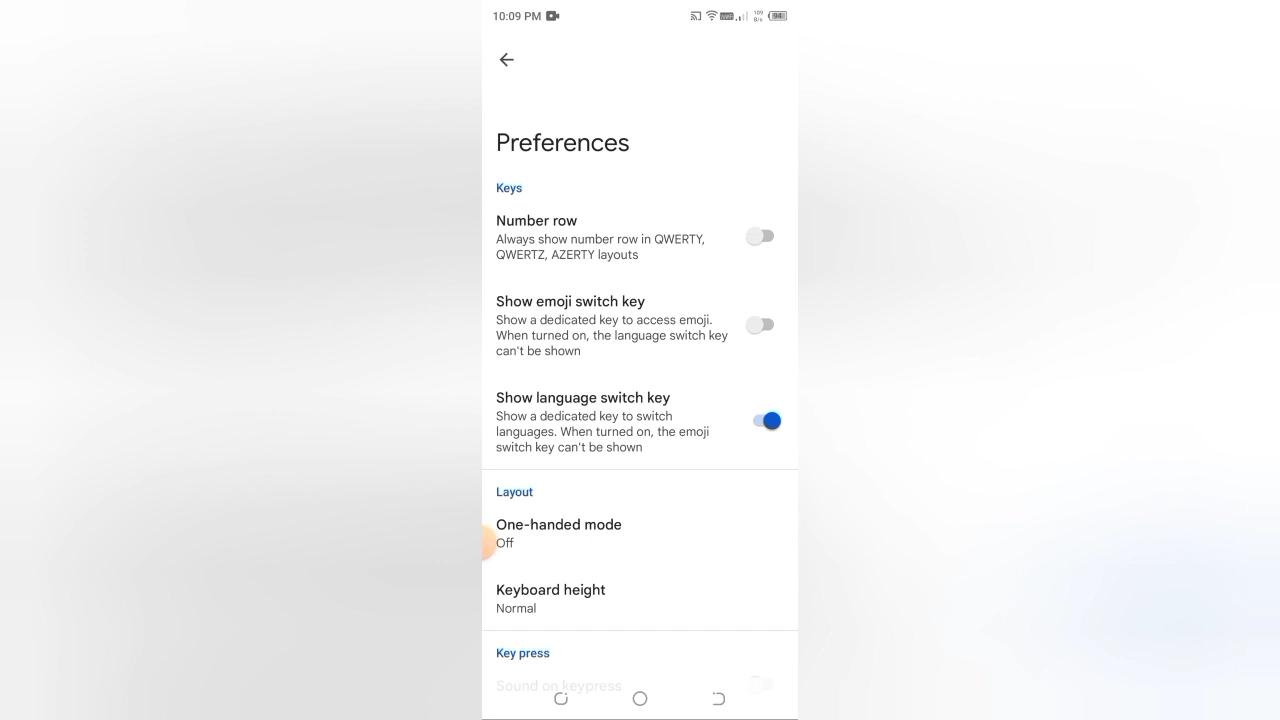 10:09 PM
109
B/s
94
Preferences
Keys
Number row
Always show number row in QWERTY,
QWERTZ, AZERTY layouts
Show emoji switch key
Show a dedicated key to access emoji.
When turned on, the language switch key
can't be shown
Show language switch key
Show a dedicated key to switch
languages. When turned on, the emoji
switch key can't be shown
Layout
One-handed mode
Off
Keyboard height
Normal
Key press
Sound on keypress